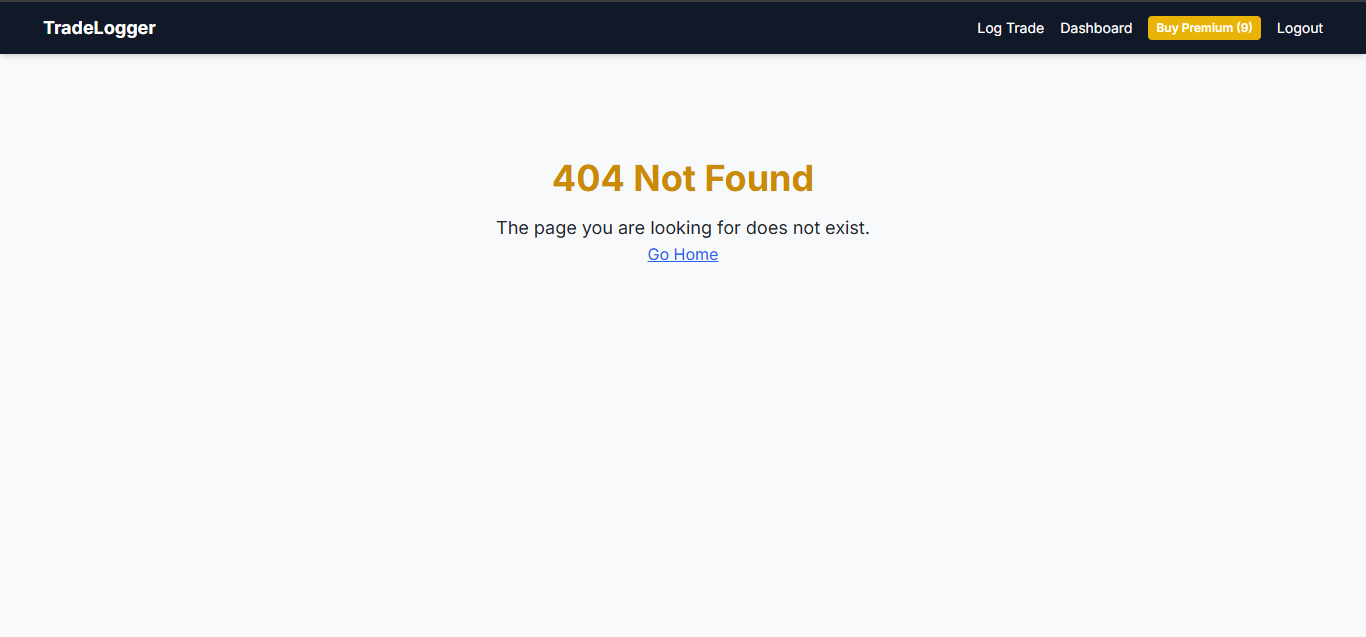 TradeLogger Log Trade Dashboard Buy Premium (9) Logout
404 Not Found
The page you are looking for does not exist.
Go Home